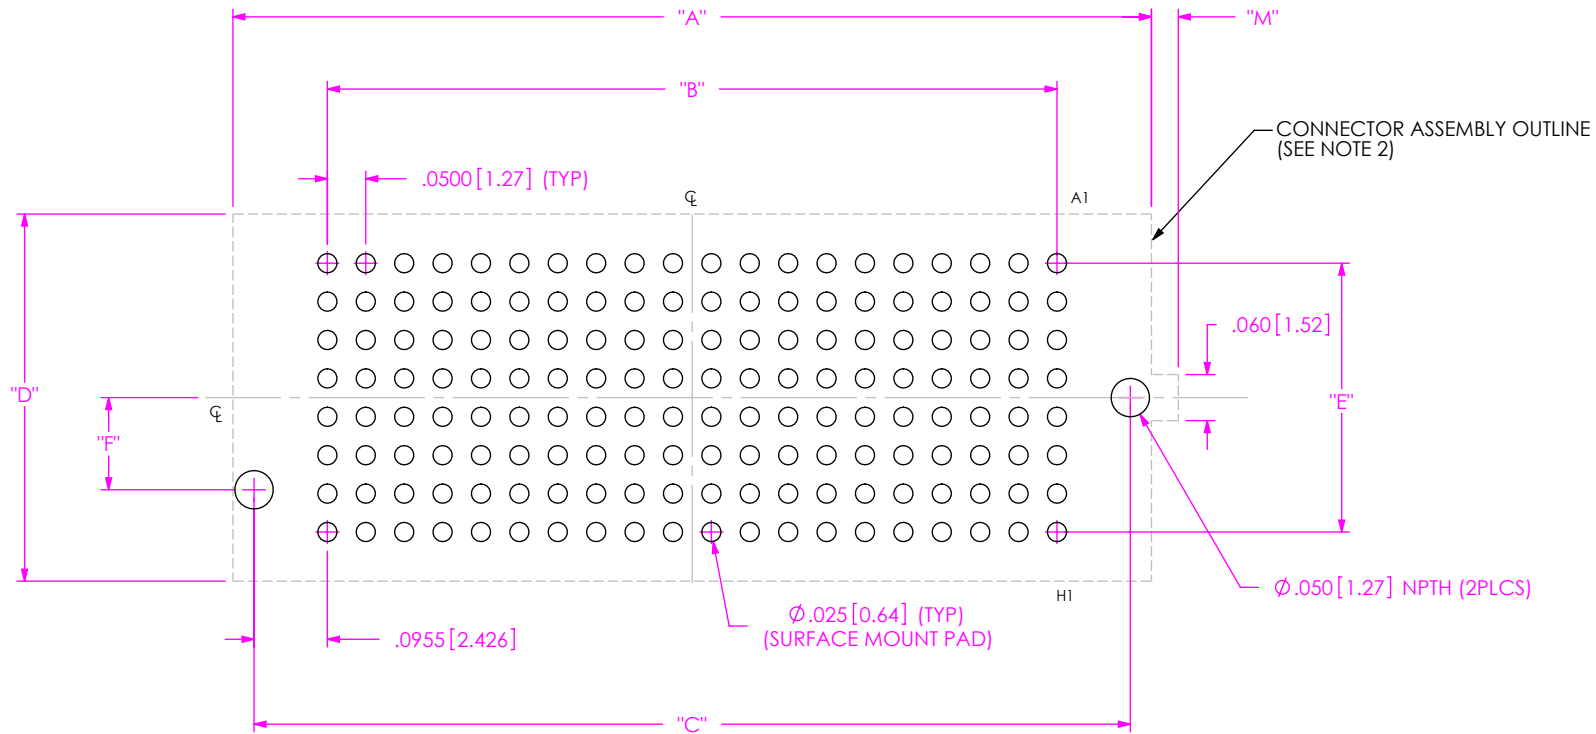 "A"
"M"
"B"
CONNECTOR ASSEMBLY OUTLINE
(SEE NOTE 2)
.0500[1.27] (TYP)
℄
A1
.060[1.52]
"D"
"E"
℄
"F"
Ø.050[1.27] NPTH (2PLCS)
H1
Ø.025[0.64] (TYP)
(SURFACE MOUNT PAD)
.0955[2.426]
"C"